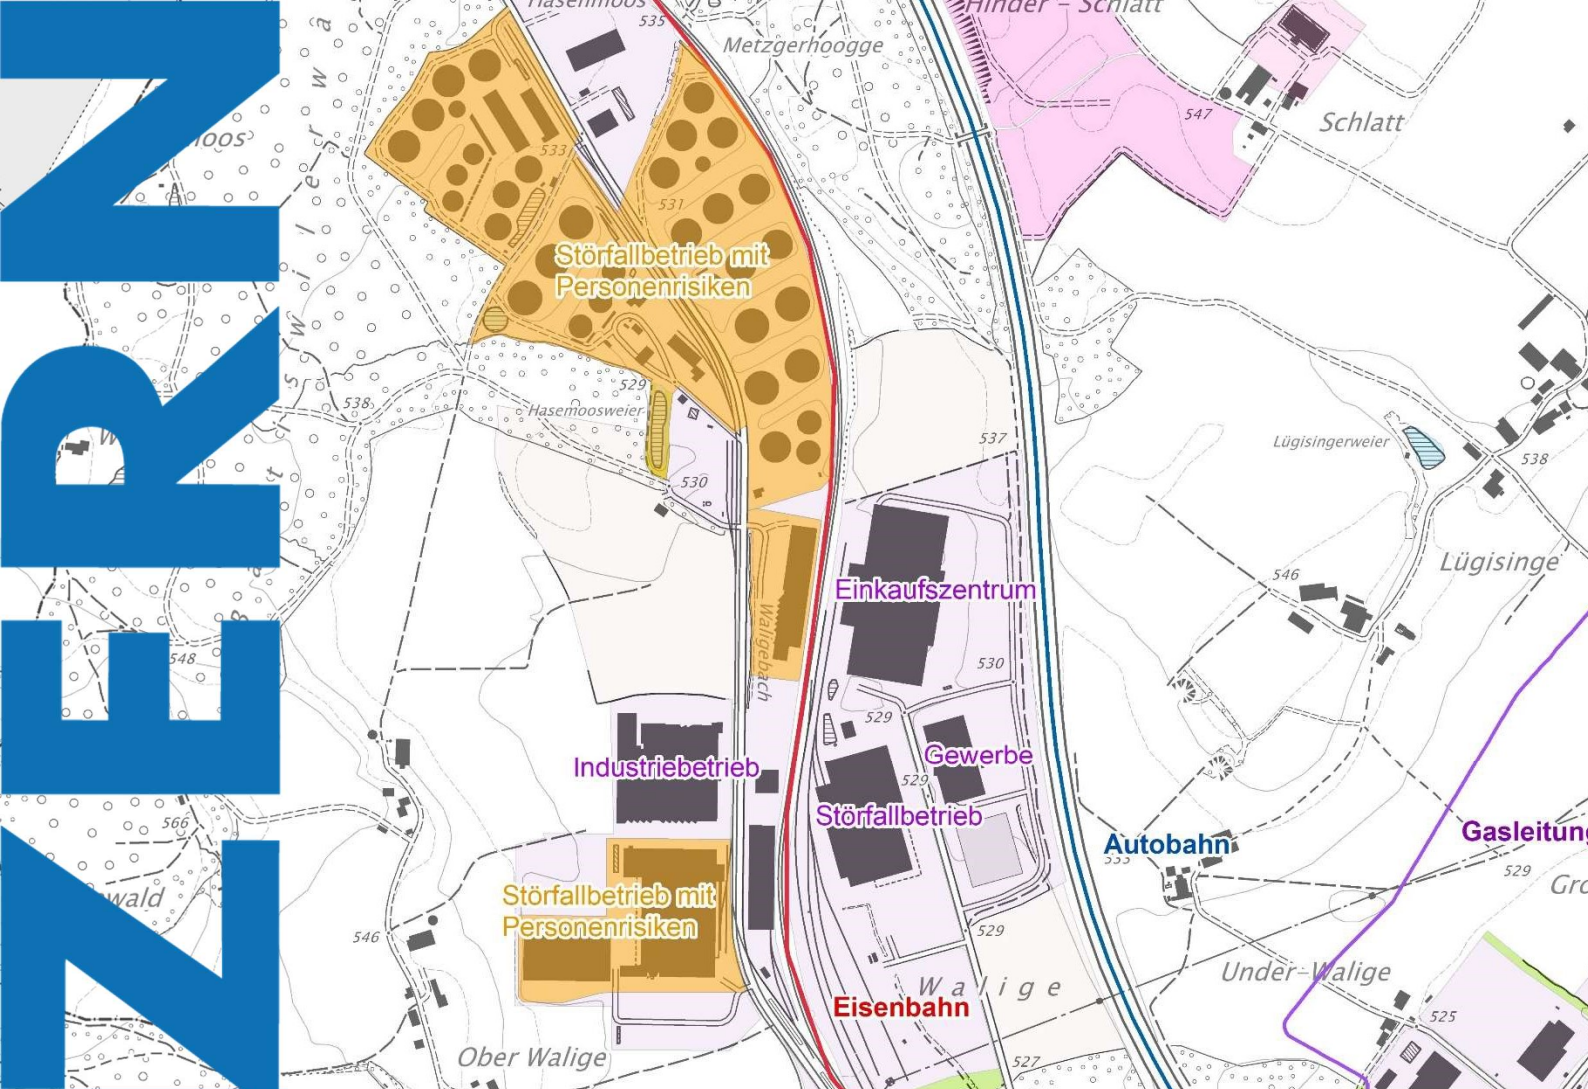 ZERN
Hasenmoos
535
Hinder - Schlatt
Metzgerhoogge
547
Schlatt
533
531
Störfallbetrieb mit
Personenrisiken
529
538
Hasemoosweier
537
Lügisingerweier
538
530
Lügisinge
546
Einkaufszentrum
Waligebach
530
548
529
Gewerbe
Industriebetrieb
529
Störfallbetrieb
566
Autobahn
533
Gasleitung
529
Störfallbetrieb mit
Personenrisiken
546
529
Under-Walige
Walige
Eisenbahn
525
Ober Walige
527